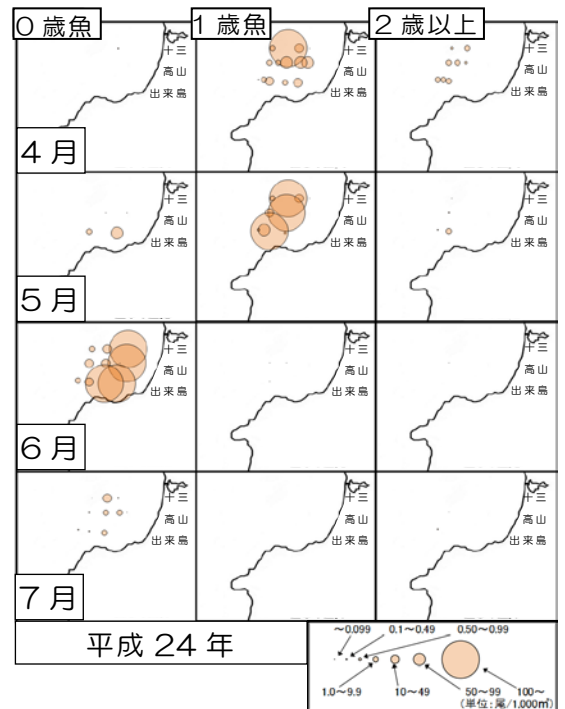 0歳魚 1歳魚 2歳以上
十三 十三 十三
高山 高山 高山
出来島 出来島 出来島
4月
十三 十三 十三
高山 高山 高山
出来島 出来島 出来島
5月
十三 十三 十三
高山 高山 高山
出来島 出来島 出来島
6月
十三 十三 十三
高山 高山 高山
出来島 出来島 出来島
7月
平成 24 年
～0.099 0.1～0.49 0.50～0.99
1.0～9.9 10～49 50～99 100～
(単位:尾/1,000㎡)